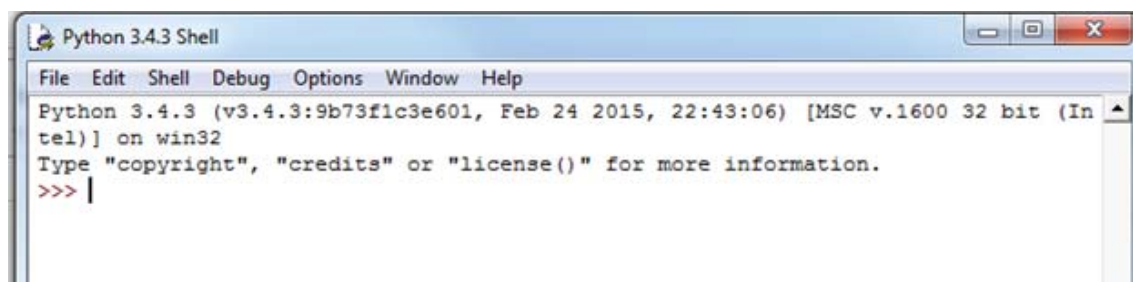 Python 3.4.3 Shell
File Edit Shell Debug Options Window Help
Python 3.4.3 (v3.4.3:9b73f1c3e601, Feb 24 2015, 22:43:06) [MSC v.1600 32 bit (In
tel)] on win32
Type "copyright", "credits" or "license()" for more information.
>>>